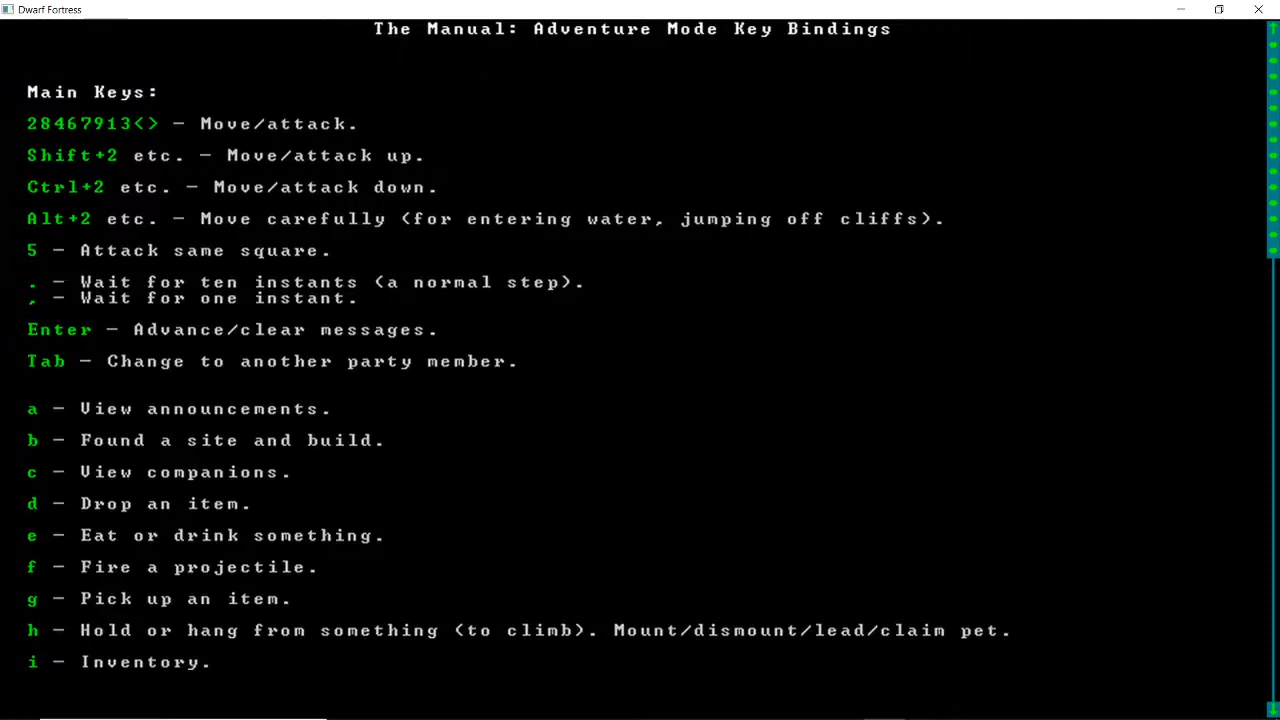 Dwarf Fortress
The Manual: Adventure Mode Key Bindings
Main Keys:
28467913<> - Move/attack.
Shift+2 etc. - Move/attack up.
Ctrl+2 etc. - Move/attack down.
Alt+2 etc. - Move carefully (for entering water, jumping off cliffs).
5 - Attack same square.
. - Wait for ten instants (a normal step).
, - Wait for one instant.
Enter - Advance/clear messages.
Tab - Change to another party member.
a - View announcements.
b - Found a site and build.
c - View companions.
d - Drop an item.
e - Eat or drink something.
f - Fire a projectile.
g - Pick up an item.
h - Hold or hang from something (to climb). Mount/dismount/lead/claim pet.
i - Inventory.